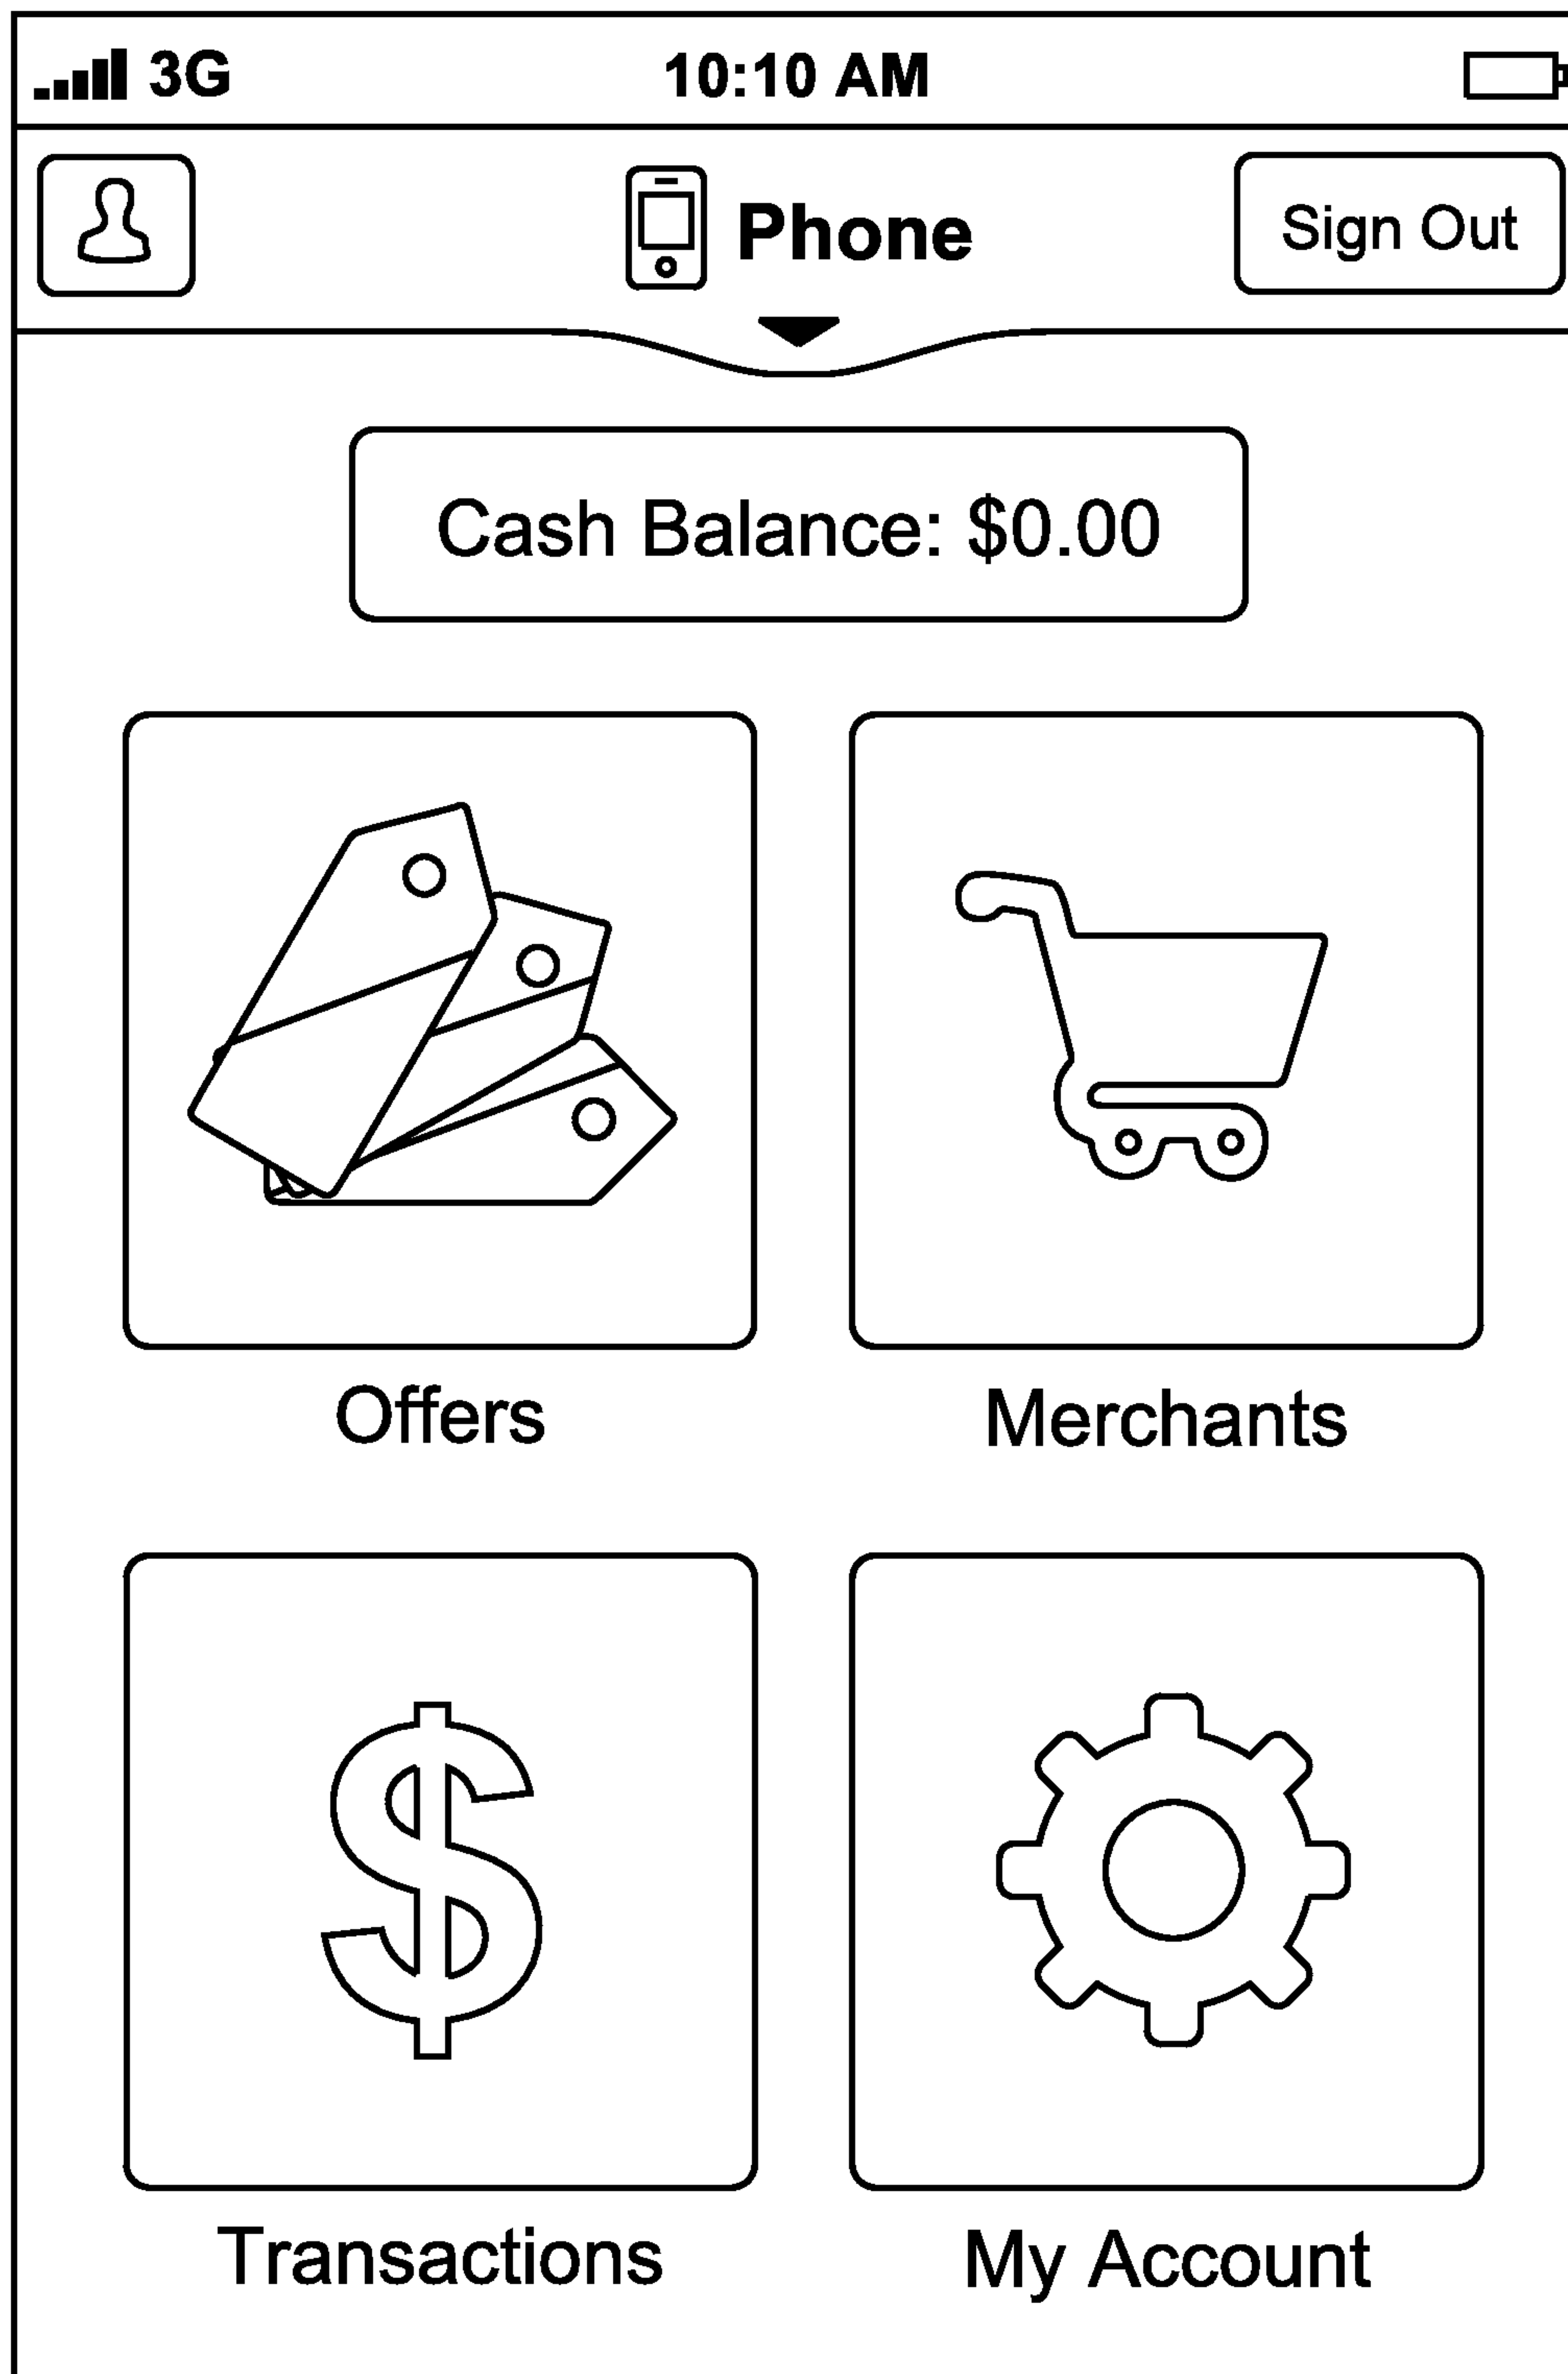 3G 10:10 AM
Phone Sign Out
Cash Balance: $0.00
Offers Merchants
Transactions My Account